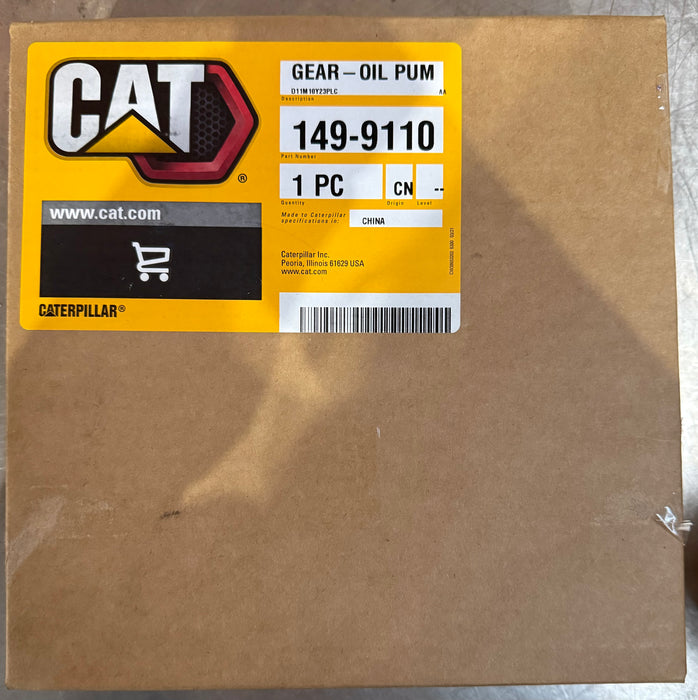 CAT
®
www.cat.com
CATERPILLAR®
GEAR-OIL PUM
D11M10Y23PLC AA
Description
149-9110
Part Number
1 PC CN --
Quantity Origin Level
Made to Caterpillar
specifications in: CHINA
Caterpillar Inc.
Peoria, Illinois 61629 USA
www.cat.com